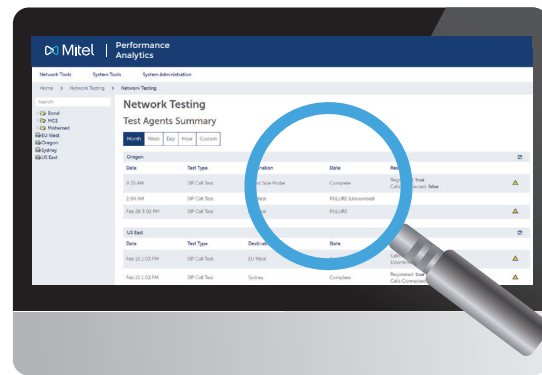 Mitel | Performance Analytics
Network Tools System Tools System Administration
Home > Network Testing > Network Testing
Search
Bond
MCS
Mohamed
EU West
Oregon
Sydney
US East
Network Testing
Test Agents Summary
Month Week Day Hour Custom
Oregon
Date Test Type State
9:33 AM SIP Call Test Side Probe Complete Registered: true
false
2:04 AM SIP Call Test West FAILURE
Feb 28 3:02 PM SIP Call Test FAILURE
US East
Date Test Type Destination State
Feb 15 1:03 PM SIP Call Test EU West
Feb 15 1:02 PM SIP Call Test Sydney Complete Registered: true
Calls Connected: